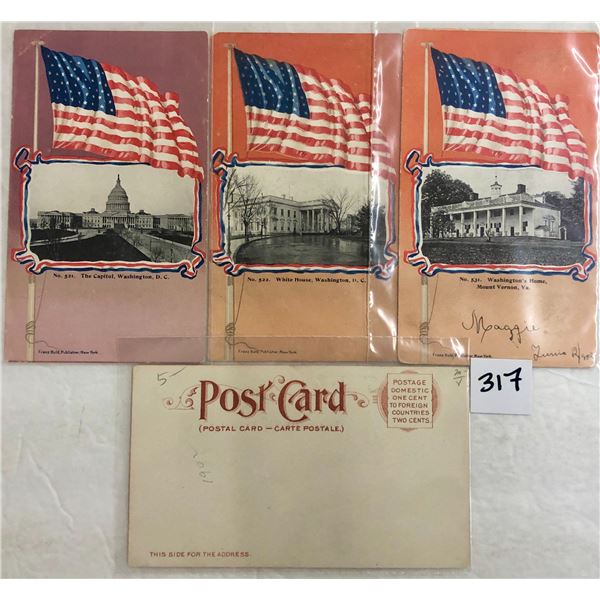 No. 521. The Capitol, Washington, D. C.
Franz Huld Publisher New-York.
No. 522. White House, Washington, D. C.
Franz Huld Publisher New-York.
No. 531. Washington's Home,
Mount Vernon, Va.
Maggie
Franz Huld Publisher New-York.
317
5-
POST CARD
(POSTAL CARD — CARTE POSTALE.)
POSTAGE
DOMESTIC
ONE CENT
TO FOREIGN
COUNTRIES
TWO CENTS.
THIS SIDE FOR THE ADDRESS.